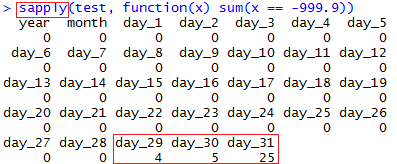 > sapply(test, function(x) sum(x == -999.9))
year month day_1 day_2 day_3 day_4 day_5
0 0 0 0 0 0 0
day_6 day_7 day_8 day_9 day_10 day_11 day_12
0 0 0 0 0 0 0
day_13 day_14 day_15 day_16 day_17 day_18 day_19
0 0 0 0 0 0 0
day_20 day_21 day_22 day_23 day_24 day_25 day_26
0 0 0 0 0 0 0
day_27 day_28 day_29 day_30 day_31
0 0 4 5 25